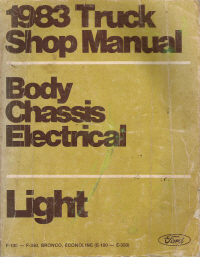 1983 Truck
Shop Manual
Body
Chassis
Electrical
Light
F-100 — F-350, BRONCO, ECONOLINE (E-100 — E-350)
Ford